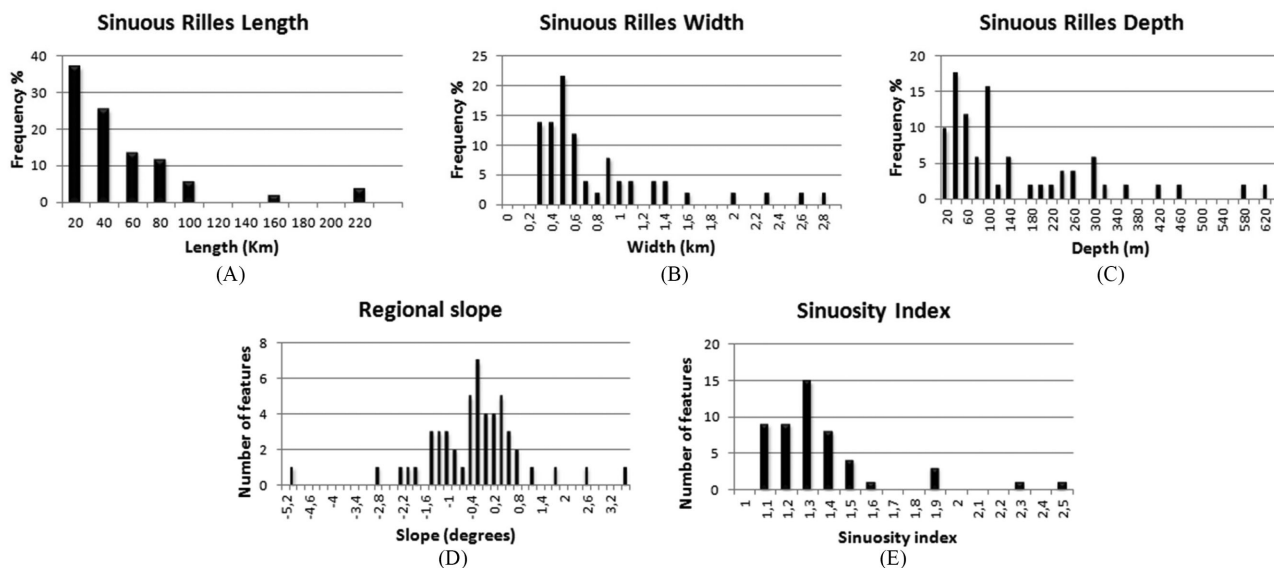 Sinuous Rilles Length
Frequency %
40
30
20
10
0
20 40 60 80 100 120 140 160 180 200 220
Length (Km)
(A)
Sinuous Rilles Width
Frequency %
25
20
15
10
5
0
0 0,2 0,4 0,6 0,8 1 1,2 1,4 1,6 1,8 2 2,2 2,4 2,6 2,8
Width (km)
(B)
Sinuous Rilles Depth
Frequency %
20
15
10
5
0
20 60 100 140 180 220 260 300 340 380 420 460 500 540 580 620
Depth (m)
(C)
Regional slope
Number of features
8
6
4
2
0
-5,2 -4,6 -4 -3,4 -2,8 -2,2 -1,6 -1 -0,4 0,2 0,8 1,4 2 2,6 3,2
Slope (degrees)
(D)
Sinuosity Index
Number of features
20
15
10
5
0
1 1,1 1,2 1,3 1,4 1,5 1,6 1,7 1,8 1,9 2 2,1 2,2 2,3 2,4 2,5
Sinuosity index
(E)